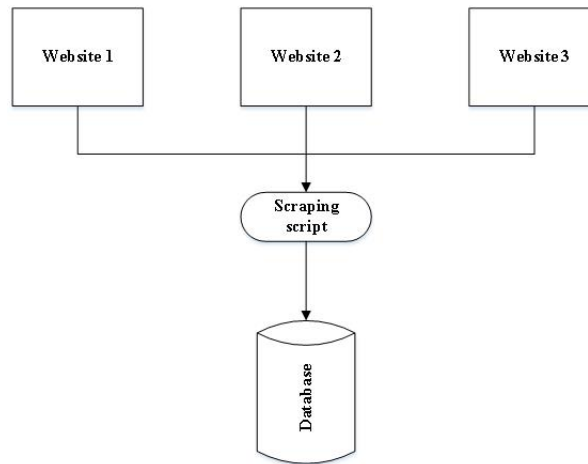 Website 1
Website 2
Website 3
Scraping
script
Database